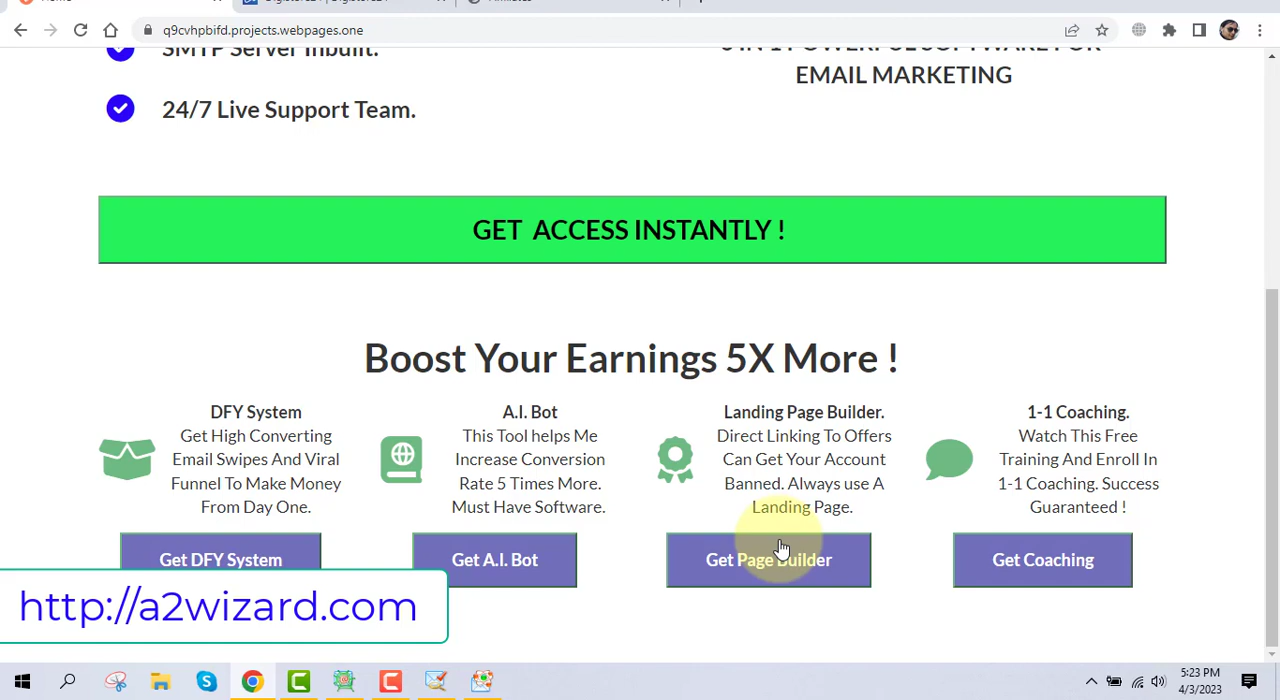 q9cvhpbifd.projects.webpages.one
SMTP Server Inbuilt.
24/7 Live Support Team.
EMAIL MARKETING
GET ACCESS INSTANTLY !
Boost Your Earnings 5X More !
DFY System
Get High Converting
Email Swipes And Viral
Funnel To Make Money
From Day One.
Get DFY System
A.I. Bot
This Tool helps Me
Increase Conversion
Rate 5 Times More.
Must Have Software.
Get A.I. Bot
Landing Page Builder.
Direct Linking To Offers
Can Get Your Account
Banned. Always use A
Landing Page.
Get Page Builder
1-1 Coaching.
Watch This Free
Training And Enroll In
1-1 Coaching. Success
Guaranteed !
Get Coaching
http://a2wizard.com
5:23 PM
4/3/2023